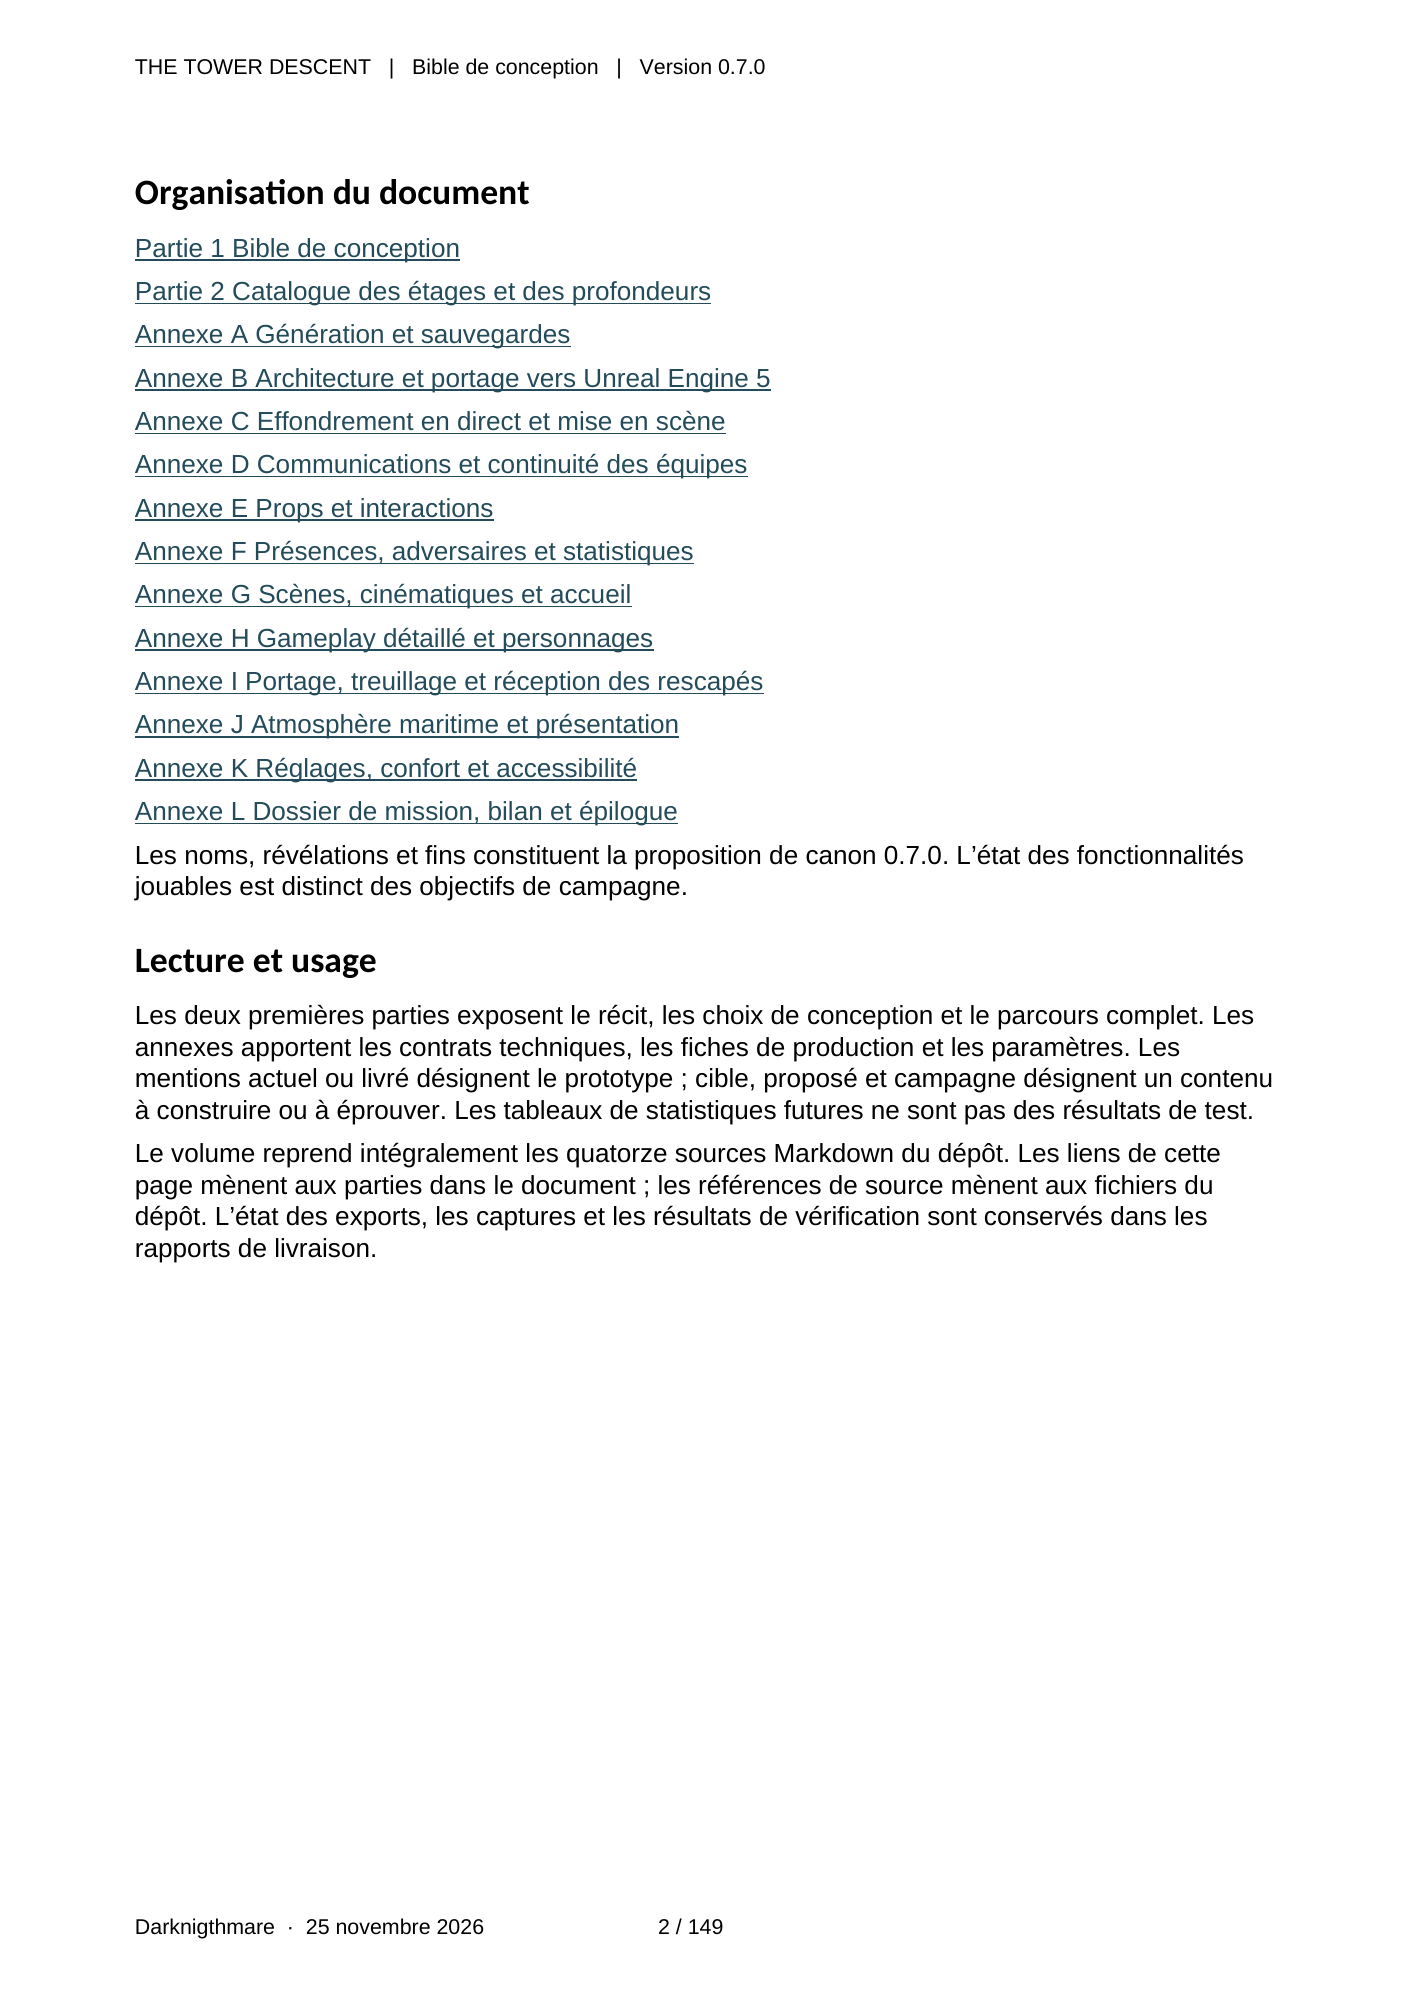 THE TOWER DESCENT | Bible de conception | Version 0.7.0
Organisation du document
Partie 1 Bible de conception
Partie 2 Catalogue des étages et des profondeurs
Annexe A Génération et sauvegardes
Annexe B Architecture et portage vers Unreal Engine 5
Annexe C Effondrement en direct et mise en scène
Annexe D Communications et continuité des équipes
Annexe E Props et interactions
Annexe F Présences, adversaires et statistiques
Annexe G Scènes, cinématiques et accueil
Annexe H Gameplay détaillé et personnages
Annexe I Portage, treuillage et réception des rescapés
Annexe J Atmosphère maritime et présentation
Annexe K Réglages, confort et accessibilité
Annexe L Dossier de mission, bilan et épilogue
Les noms, révélations et fins constituent la proposition de canon 0.7.0. L’état des fonctionnalités
jouables est distinct des objectifs de campagne.
Lecture et usage
Les deux premières parties exposent le récit, les choix de conception et le parcours complet. Les
annexes apportent les contrats techniques, les fiches de production et les paramètres. Les
mentions actuel ou livré désignent le prototype ; cible, proposé et campagne désignent un contenu
à construire ou à éprouver. Les tableaux de statistiques futures ne sont pas des résultats de test.
Le volume reprend intégralement les quatorze sources Markdown du dépôt. Les liens de cette
page mènent aux parties dans le document ; les références de source mènent aux fichiers du
dépôt. L’état des exports, les captures et les résultats de vérification sont conservés dans les
rapports de livraison.
Darknigthmare · 25 novembre 2026 2 / 149